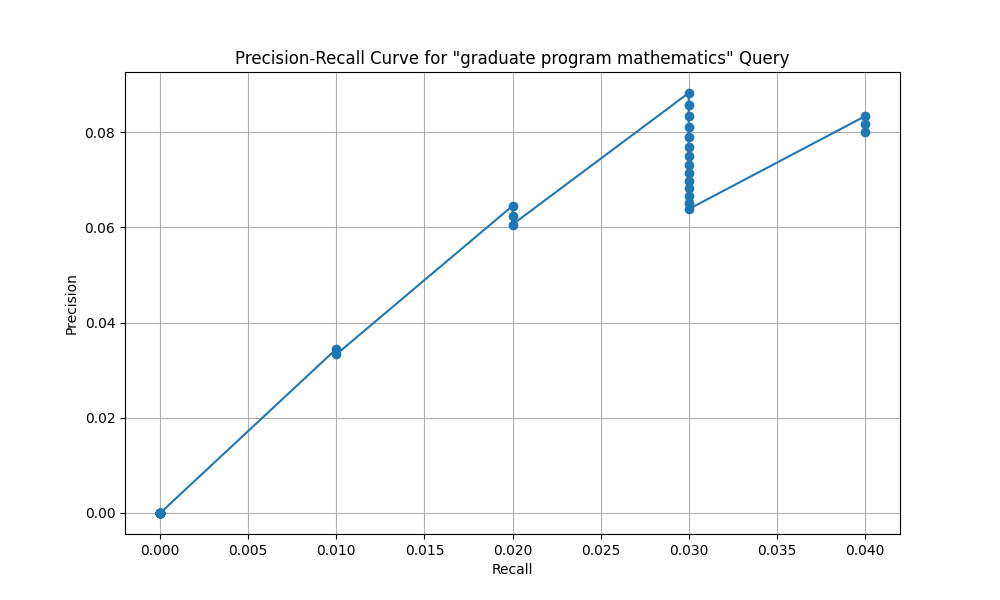 Precision-Recall Curve for "graduate program mathematics" Query
Precision
0.08
0.06
0.04
0.02
0.00
0.000 0.005 0.010 0.015 0.020 0.025 0.030 0.035 0.040
Recall